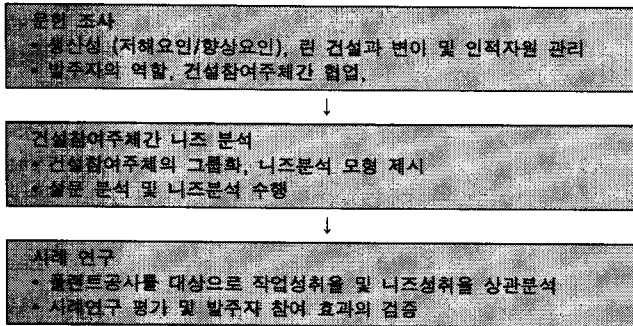 문헌 조사
• 생산성 (저해요인/향상요인), 린 건설과 변이 및 인적자원 관리
• 발주자의 역할, 건설참여주체간 협업,
↓
건설참여주체간 니즈 분석
• 건설참여주체의 그룹화, 니즈분석 모형 제시
• 설문 분석 및 니즈분석 수행
↓
사례 연구
• 플랜트공사를 대상으로 작업성취율 및 니즈성취율 상관분석
• 사례연구 평가 및 발주자 참여 효과의 검증